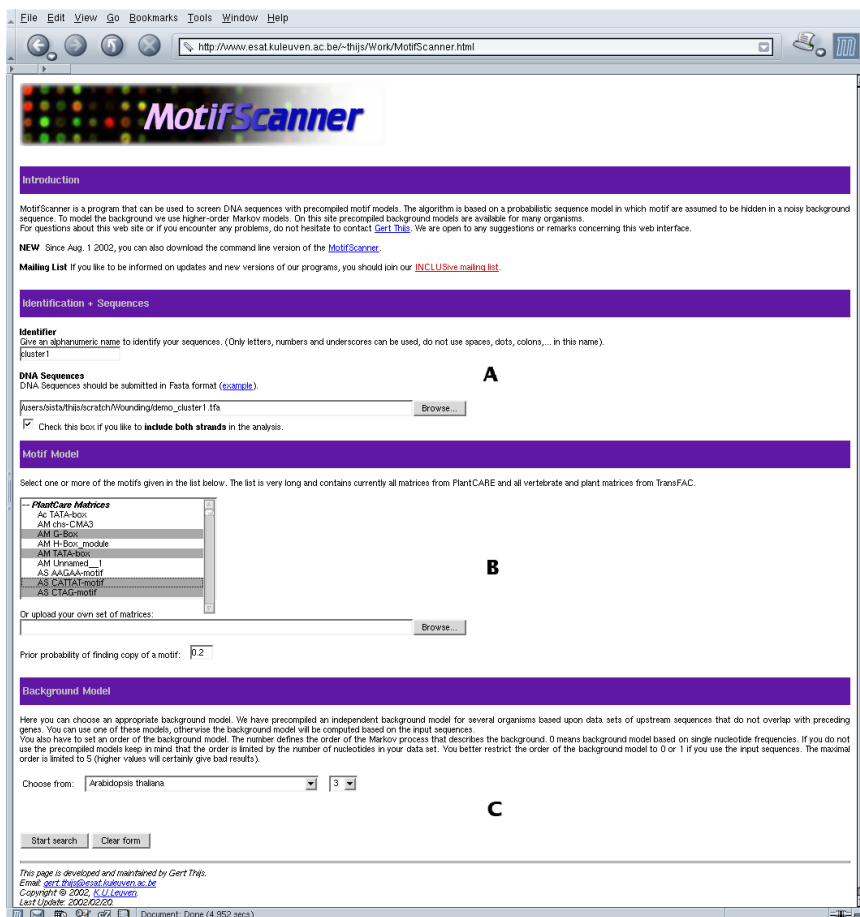 File Edit View Go Bookmarks Tools Window Help
http://www.esat.kuleuven.ac.be/~thijs/Work/MotifScanner.html
MotifScanner
Introduction
MotifScanner is a program that can be used to screen DNA sequences with precompiled motif models. The algorithm is based on a probabilistic sequence model in which motif are assumed to be hidden in a noisy background
sequence. To model the background we use higher-order Markov models. On this site precompiled background models are available for many organisms.
For questions about this web site or if you encounter any problems, do not hesitate to contact Gert Thijs. We are open to any suggestions or remarks concerning this web interface.
NEW Since Aug. 1 2002, you can also download the command line version of the MotifScanner.
Mailing List If you like to be informed on updates and new versions of our programs, you should join our INCLUSive mailing list.
Identification + Sequences
Identifier
Give an alphanumeric name to identify your sequences. (Only letters, numbers and underscores can be used, do not use spaces, dots, colons,... in this name).
cluster1
A
DNA Sequences
DNA Sequences should be submitted in Fasta format (example).
/users/sista/thijs/scratch/Wounding/demo_cluster1.tfa Browse...
Check this box if you like to include both strands in the analysis.
Motif Model
Select one or more of the motifs given in the list below. The list is very long and contains currently all matrices from PlantCARE and all vertebrate and plant matrices from TransFAC.
-- PlantCare Matrices
Ac TATA-box
AM chs-CMA3
AM G-Box
AM H-Box_module
AM TATA-box
AM Unnamed__1
AS AAGAA-motif
AS CATTAT-motif
AS CTAG-motif
B
Or upload your own set of matrices:
Browse...
Prior probability of finding copy of a motif: 0.2
Background Model
Here you can choose an appropriate background model. We have precompiled an independent background model for several organisms based upon data sets of upstream sequences that do not overlap with preceding
genes. You can use one of these models, otherwise the background model will be computed based on the input sequences.
You also have to set an order of the background model. The number defines the order of the Markov process that describes the background. 0 means background model based on single nucleotide frequencies. If you do not
use the precompiled models keep in mind that the order is limited by the number of nucleotides in your data set. You better restrict the order of the background model to 0 or 1 if you use the input sequences. The maximal
order is limited to 5 (higher values will certainly give bad results).
Choose from: Arabidopsis thaliana 3
C
Start search Clear form
This page is developed and maintained by Gert Thijs.
Email: gert.thijs@esat.kuleuven.ac.be
Copyright © 2002, K.U.Leuven.
Last Update: 2002/02/20.
Document: Done (4.952 secs)